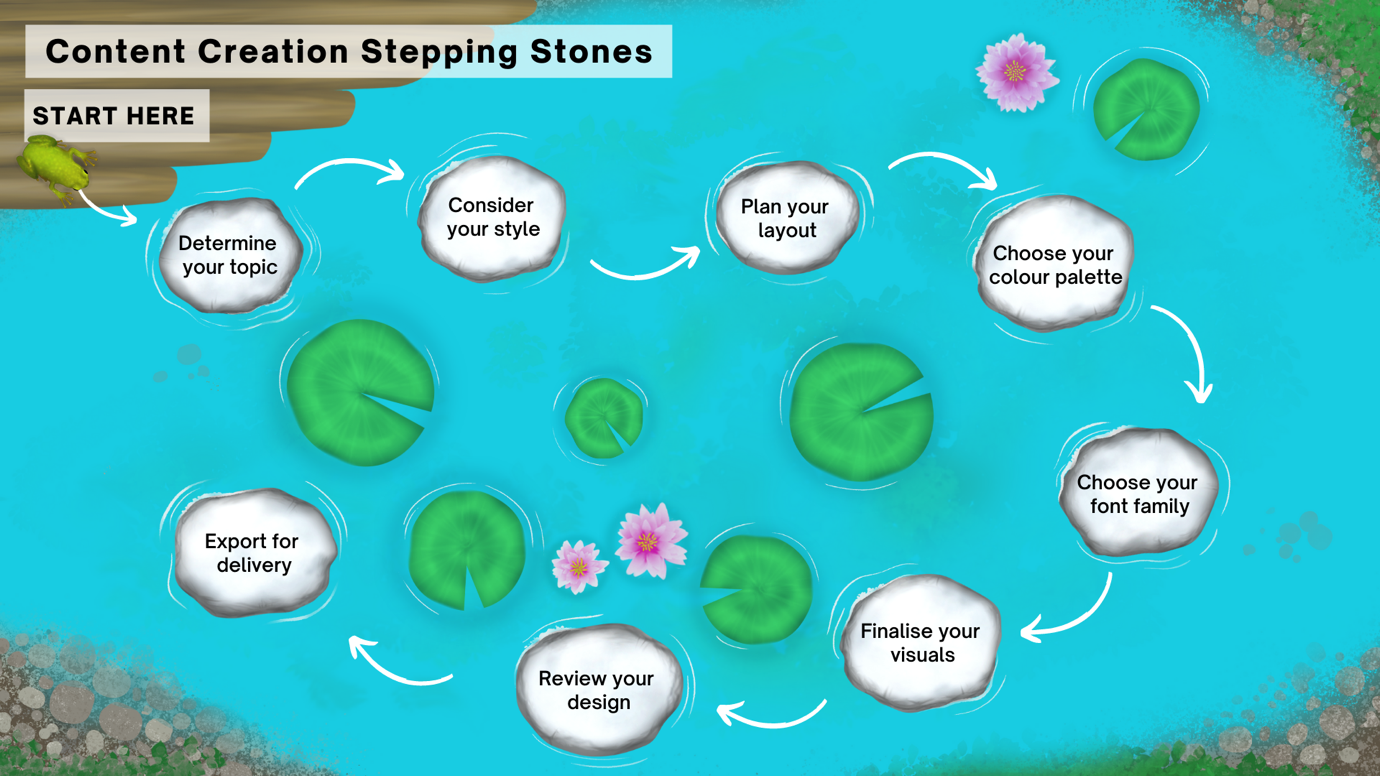 Content Creation Stepping Stones
START HERE
Determine
your topic
Consider
your style
Plan your
layout
Choose your
colour palette
Choose your
font family
Finalise your
visuals
Review your
design
Export for
delivery